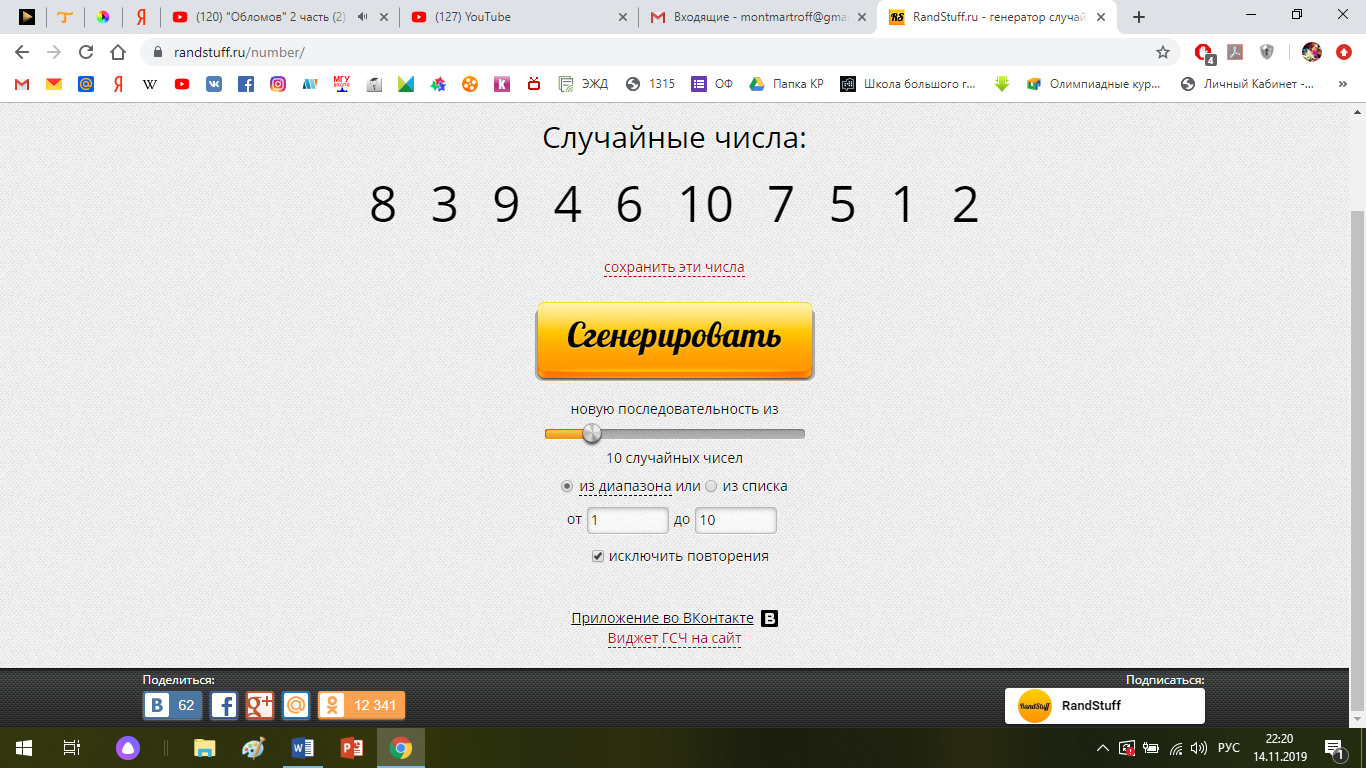 (120) "Обломов" 2 часть (2)
(127) YouTube
Входящие - montmartroff@gmai
RandStuff.ru - генератор случай
randstuff.ru/number/
4
МГУ
ЭЖД
1315
ОФ
Папка КР
Школа большого г...
Олимпиадные кур...
Личный Кабинет -...
»
Случайные числа:
8 3 9 4 6 10 7 5 1 2
сохранить эти числа
Сгенерировать
новую последовательность из
10 случайных чисел
из диапазона или из списка
от 1 до 10
исключить повторения
Приложение во ВКонтакте
Виджет ГСЧ на сайт
Поделиться:
62
12 341
Подписаться:
RandStuff
RandStuff
РУС
22:20
14.11.2019
1